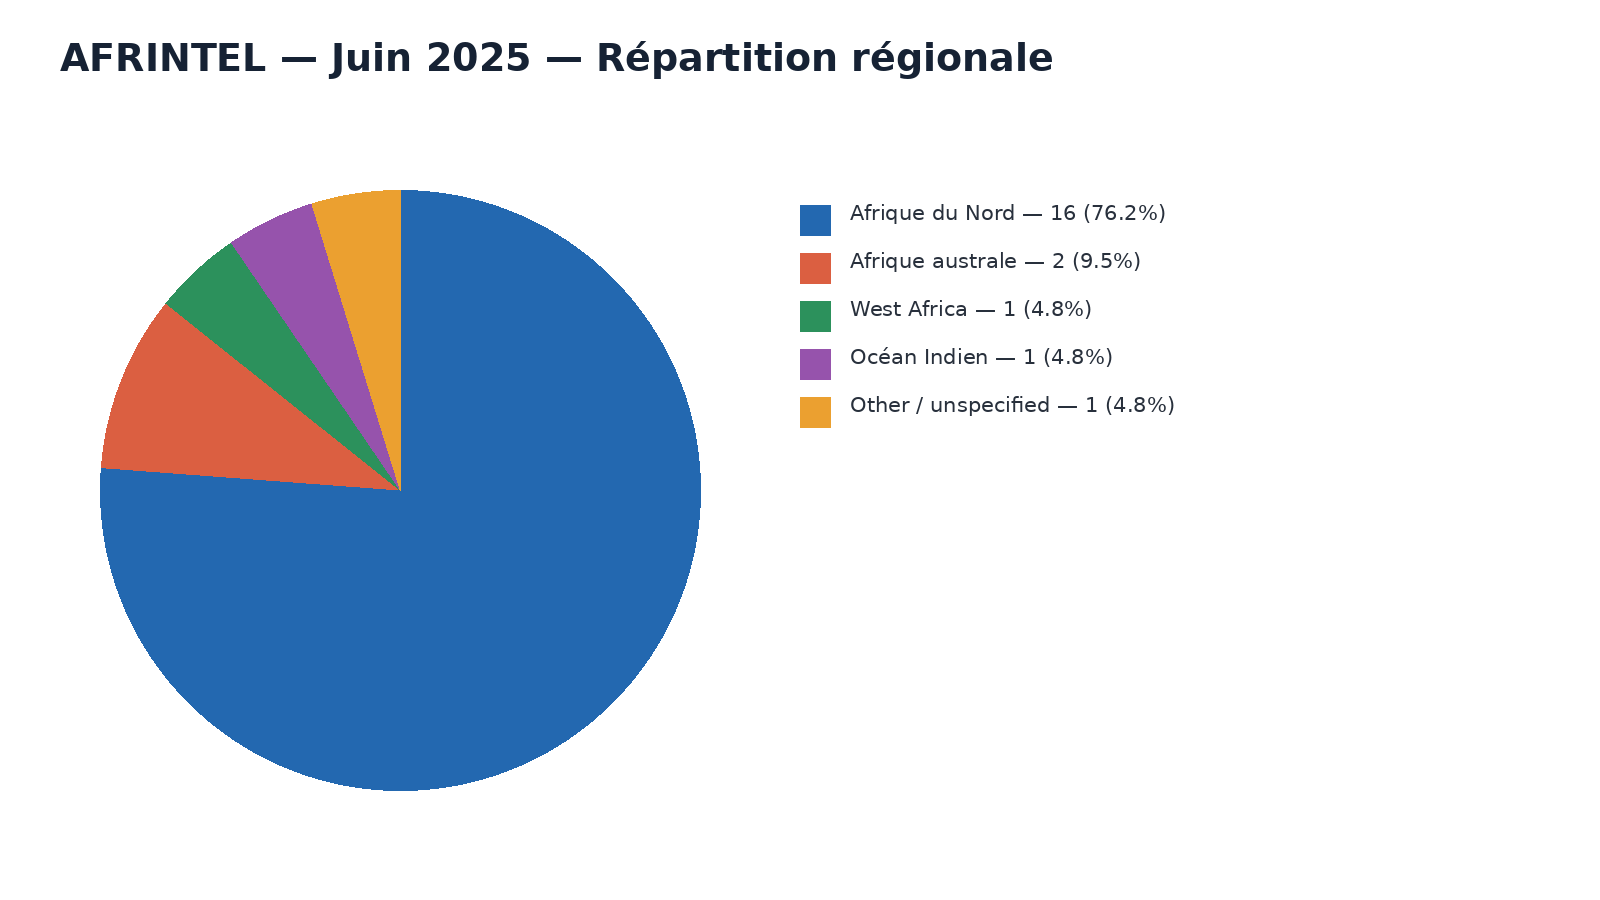 AFRINTEL — Juin 2025 — Répartition régionale
Afrique du Nord — 16 (76.2%)
Afrique australe — 2 (9.5%)
West Africa — 1 (4.8%)
Océan Indien — 1 (4.8%)
Other / unspecified — 1 (4.8%)